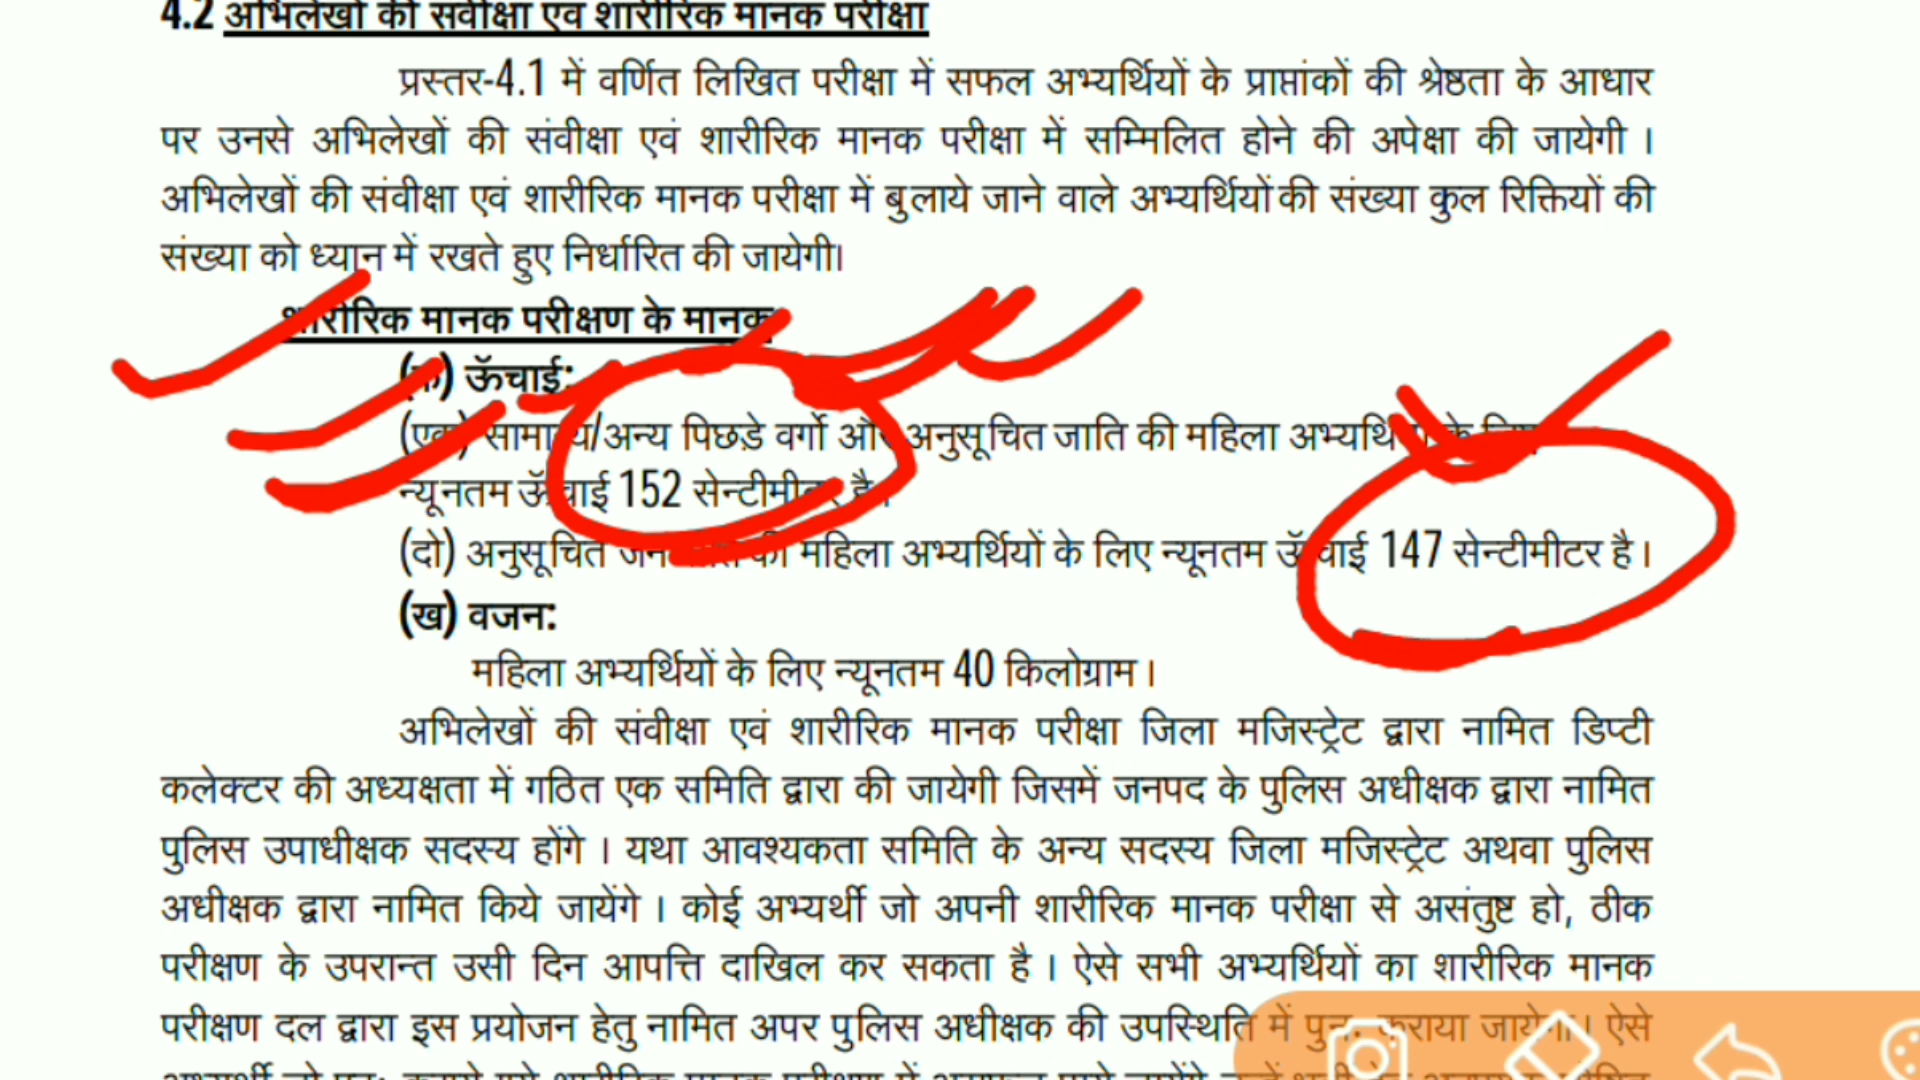 4.2 अभिलेखों की संवीक्षा एवं शारीरिक मानक परीक्षा
प्रस्तर-4.1 में वर्णित लिखित परीक्षा में सफल अभ्यर्थियों के प्राप्तांकों की श्रेष्ठता के आधार
पर उनसे अभिलेखों की संवीक्षा एवं शारीरिक मानक परीक्षा में सम्मिलित होने की अपेक्षा की जायेगी ।
अभिलेखों की संवीक्षा एवं शारीरिक मानक परीक्षा में बुलाये जाने वाले अभ्यर्थियों की संख्या कुल रिक्तियों की
संख्या को ध्यान में रखते हुए निर्धारित की जायेगी।
शारीरिक मानक परीक्षण के मानक
(क) ऊँचाई:
(एक) सामान्य/अन्य पिछड़े वर्गो और अनुसूचित जाति की महिला अभ्यर्थियों के लिए
न्यूनतम ऊँचाई 152 सेन्टीमीटर है।
(दो) अनुसूचित जनजाति की महिला अभ्यर्थियों के लिए न्यूनतम ऊँचाई 147 सेन्टीमीटर है ।
(ख) वजन:
महिला अभ्यर्थियों के लिए न्यूनतम 40 किलोग्राम ।
अभिलेखों की संवीक्षा एवं शारीरिक मानक परीक्षा जिला मजिस्ट्रेट द्वारा नामित डिप्टी
कलेक्टर की अध्यक्षता में गठित एक समिति द्वारा की जायेगी जिसमें जनपद के पुलिस अधीक्षक द्वारा नामित
पुलिस उपाधीक्षक सदस्य होंगे । यथा आवश्यकता समिति के अन्य सदस्य जिला मजिस्ट्रेट अथवा पुलिस
अधीक्षक द्वारा नामित किये जायेंगे । कोई अभ्यर्थी जो अपनी शारीरिक मानक परीक्षा से असंतुष्ट हो, ठीक
परीक्षण के उपरान्त उसी दिन आपत्ति दाखिल कर सकता है । ऐसे सभी अभ्यर्थियों का शारीरिक मानक
परीक्षण दल द्वारा इस प्रयोजन हेतु नामित अपर पुलिस अधीक्षक की उपस्थिति में पुनः कराया जायेगा। ऐसे